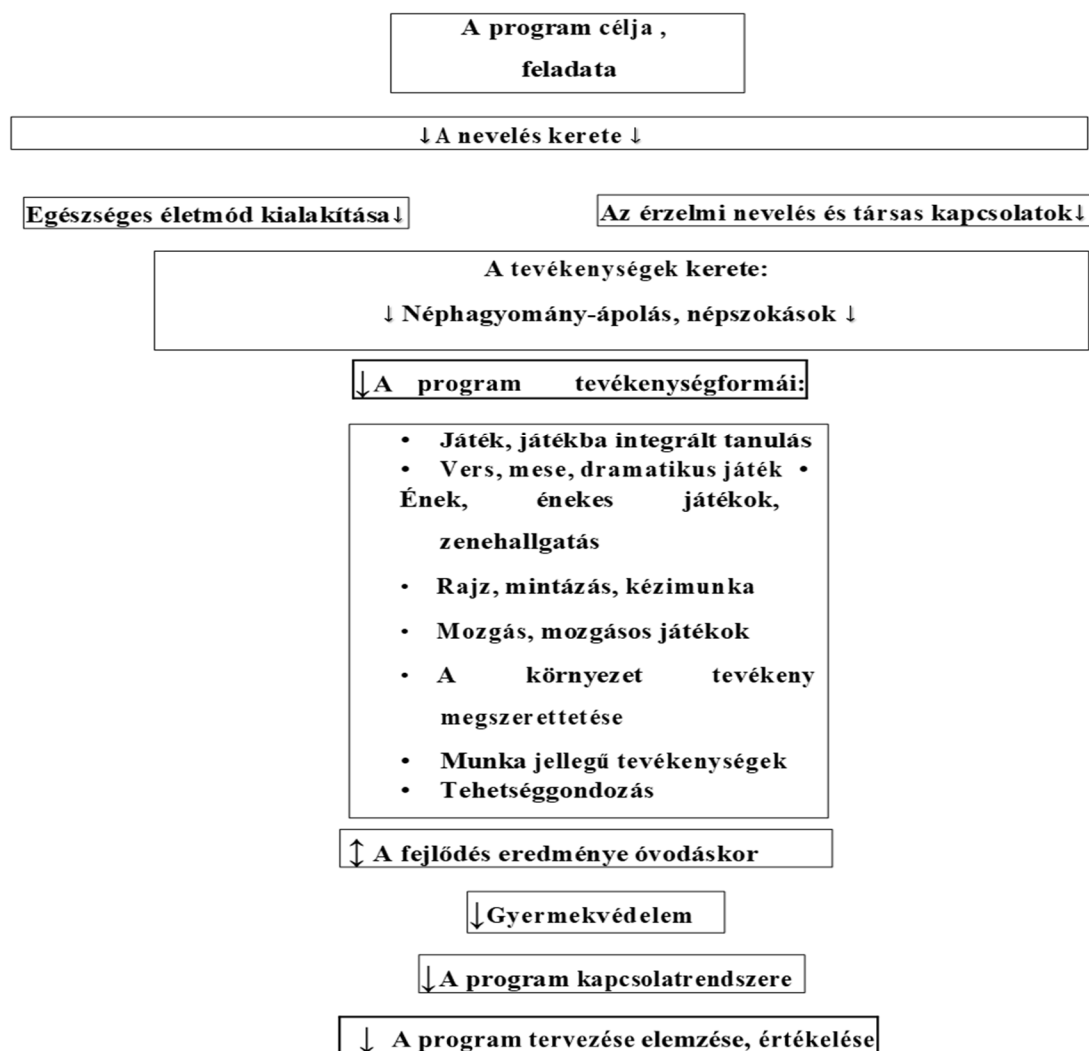 A program célja ,
feladata
↓A nevelés kerete ↓
Egészséges életmód kialakítása↓
Az érzelmi nevelés és társas kapcsolatok↓
A tevékenységek kerete:
↓ Néphagyomány-ápolás, népszokások ↓
↓A program tevékenységformái:
• Játék, játékba integrált tanulás
• Vers, mese, dramatikus játék •
Ének, énekes játékok,
zenehallgatás
• Rajz, mintázás, kézimunka
• Mozgás, mozgásos játékok
• A környezet tevékeny
megszerettetése
• Munka jellegű tevékenységek
• Tehetséggondozás
↕ A fejlődés eredménye óvodáskor
↓Gyermekvédelem
↓A program kapcsolatrendszere
↓ A program tervezése elemzése, értékelése